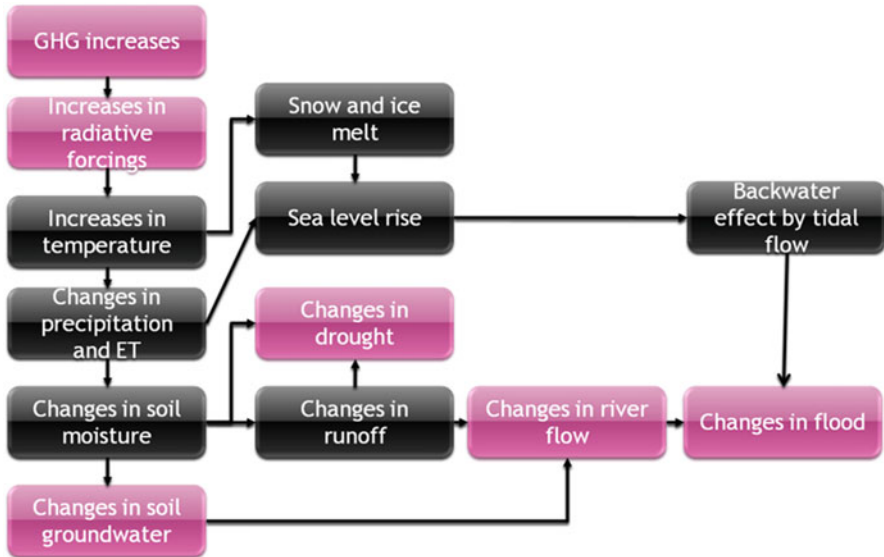 GHG increases
Increases in
radiative
forcings
Snow and ice
melt
Increases in
temperature
Sea level rise
Backwater
effect by tidal
flow
Changes in
precipitation
and ET
Changes in
drought
Changes in soil
moisture
Changes in
runoff
Changes in river
flow
Changes in flood
Changes in soil
groundwater